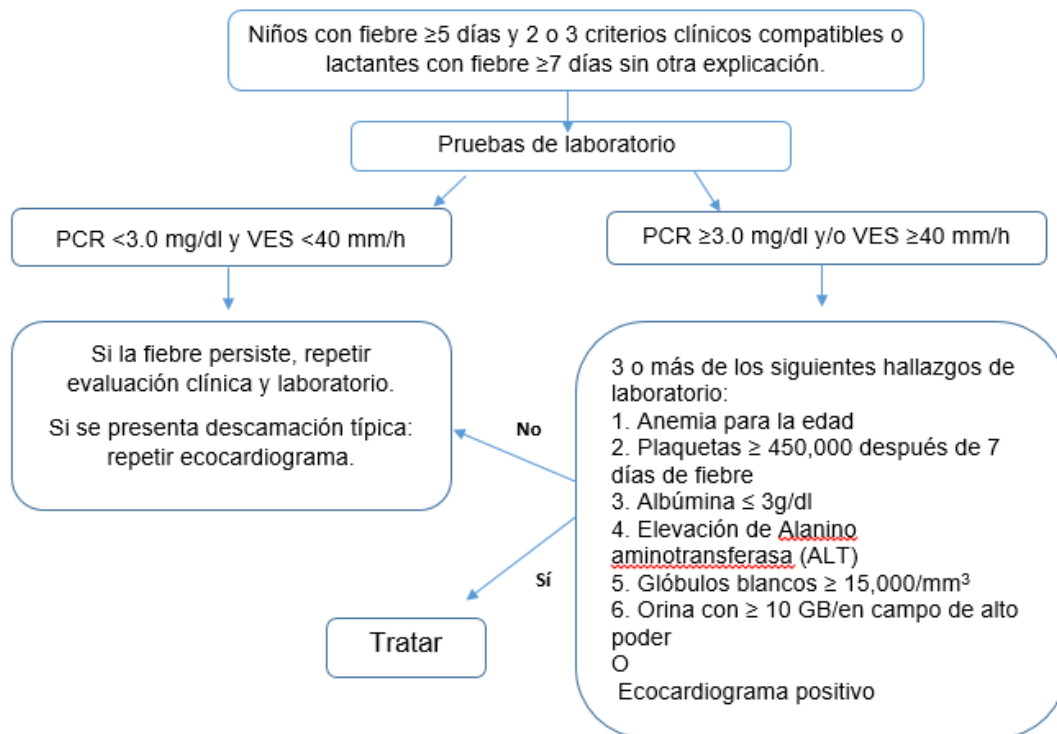 Niños con fiebre ≥5 días y 2 o 3 criterios clínicos compatibles o
lactantes con fiebre ≥7 días sin otra explicación.
Pruebas de laboratorio
PCR <3.0 mg/dl y VES <40 mm/h
PCR ≥3.0 mg/dl y/o VES ≥40 mm/h
Si la fiebre persiste, repetir
evaluación clínica y laboratorio.
Si se presenta descamación típica:
repetir ecocardiograma.
No
Sí
Tratar
3 o más de los siguientes hallazgos de
laboratorio:
1. Anemia para la edad
2. Plaquetas ≥ 450,000 después de 7
días de fiebre
3. Albúmina ≤ 3g/dl
4. Elevación de Alanino
aminotransferasa (ALT)
5. Glóbulos blancos ≥ 15,000/mm³
6. Orina con ≥ 10 GB/en campo de alto
poder
O
Ecocardiograma positivo